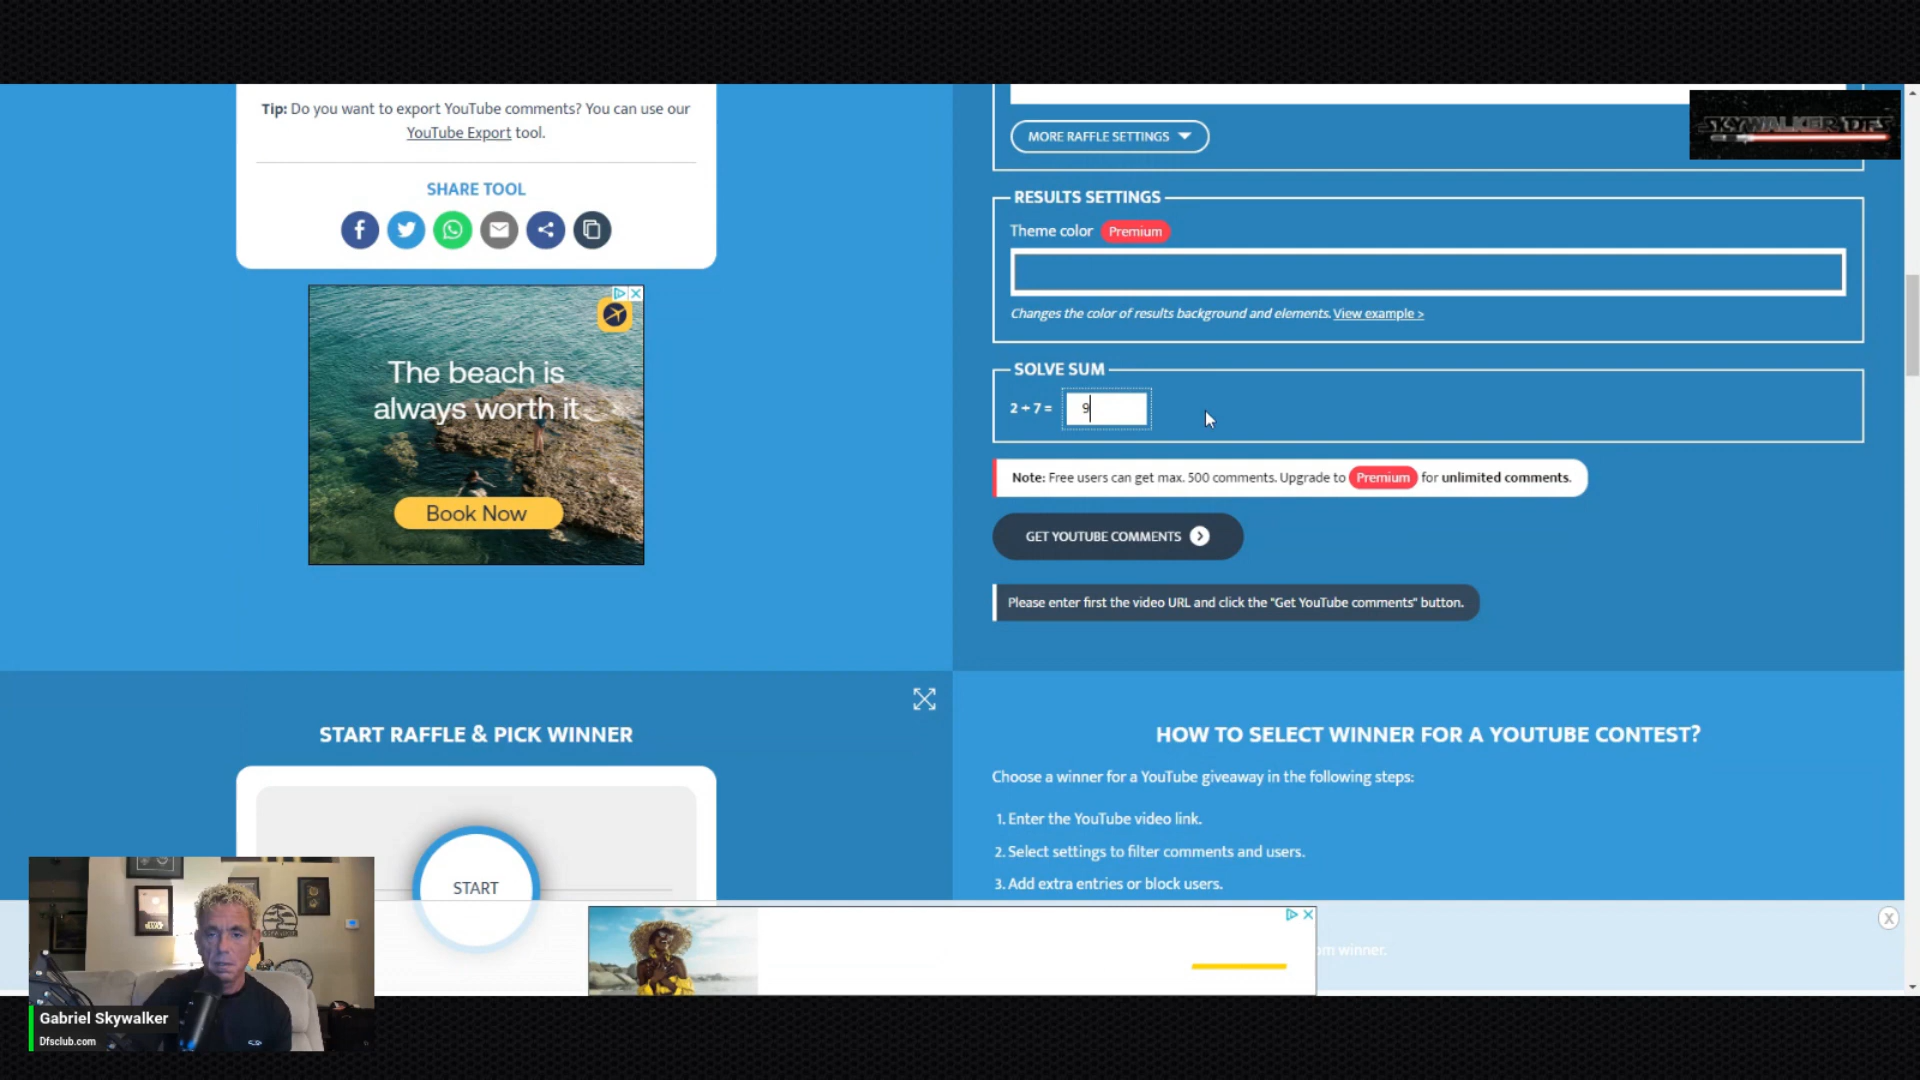 Tip: Do you want to export YouTube comments? You can use our
YouTube Export tool.
SHARE TOOL
The beach is
always worth it
Book Now
MORE RAFFLE SETTINGS
SKYWALKER DFS
RESULTS SETTINGS
Theme color Premium
Changes the color of results background and elements. View example >
SOLVE SUM
2 + 7 = 9
Note: Free users can get max. 500 comments. Upgrade to Premium for unlimited comments.
GET YOUTUBE COMMENTS
Please enter first the video URL and click the "Get YouTube comments" button.
START RAFFLE & PICK WINNER
START
HOW TO SELECT WINNER FOR A YOUTUBE CONTEST?
Choose a winner for a YouTube giveaway in the following steps:
1. Enter the YouTube video link.
2. Select settings to filter comments and users.
3. Add extra entries or block users.
winner.
Gabriel Skywalker
Dfsclub.com